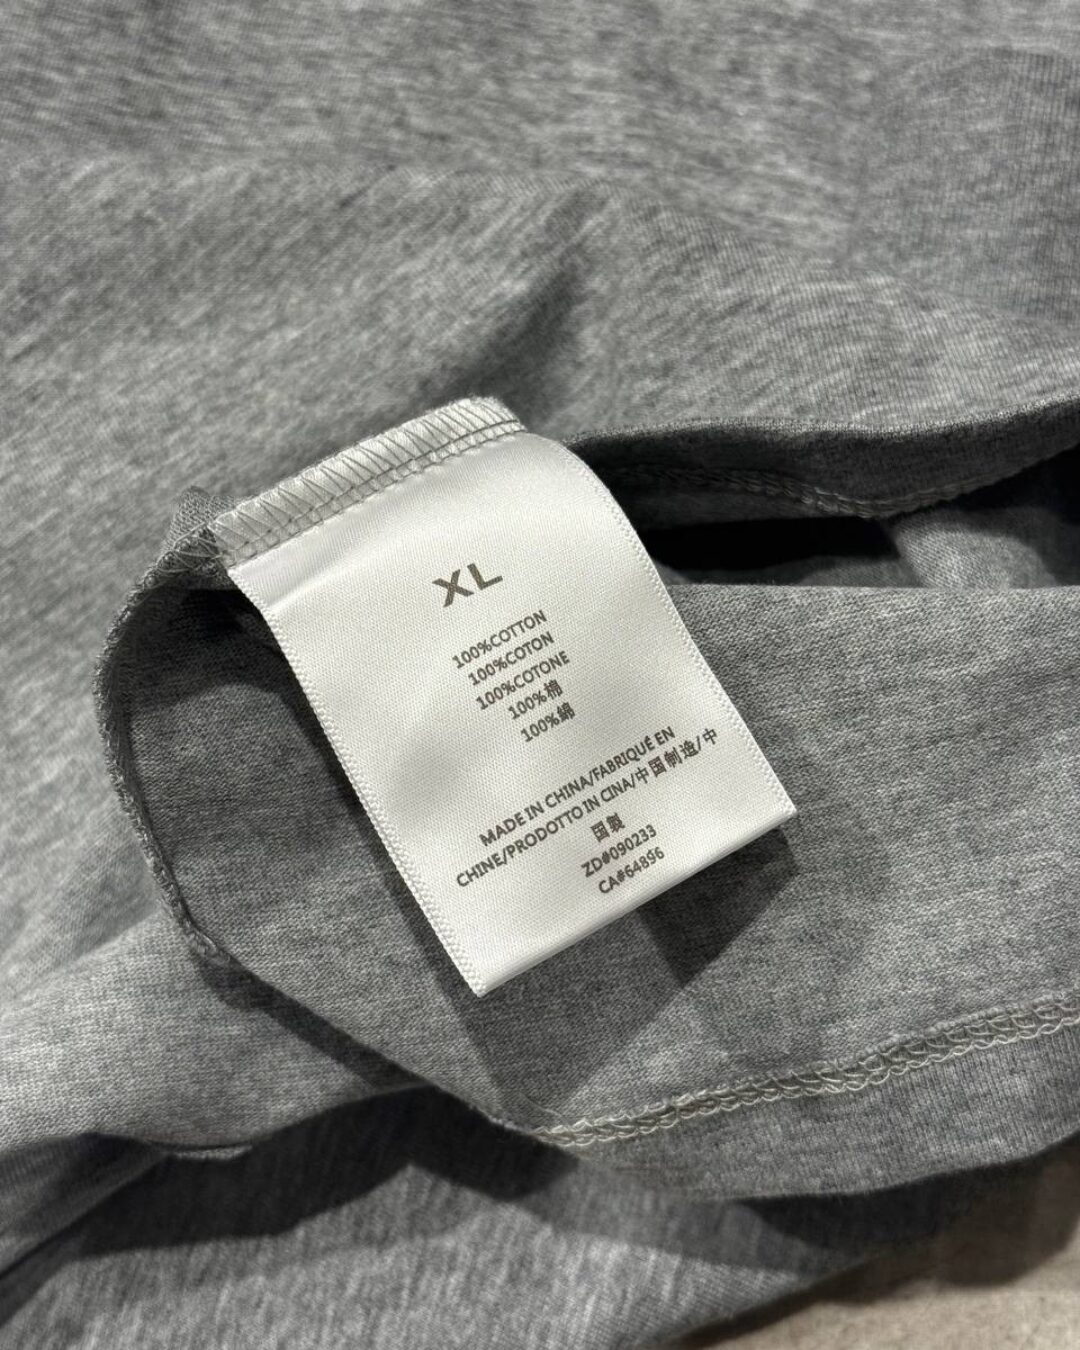 XL
100%COTTON
100%COTON
100%COTONE
100%棉
100%綿
MADE IN CHINA/FABRIQUÉ EN
CHINE/PRODOTTO IN CINA/中国制造/中
国製
ZD#090233
CA#64896